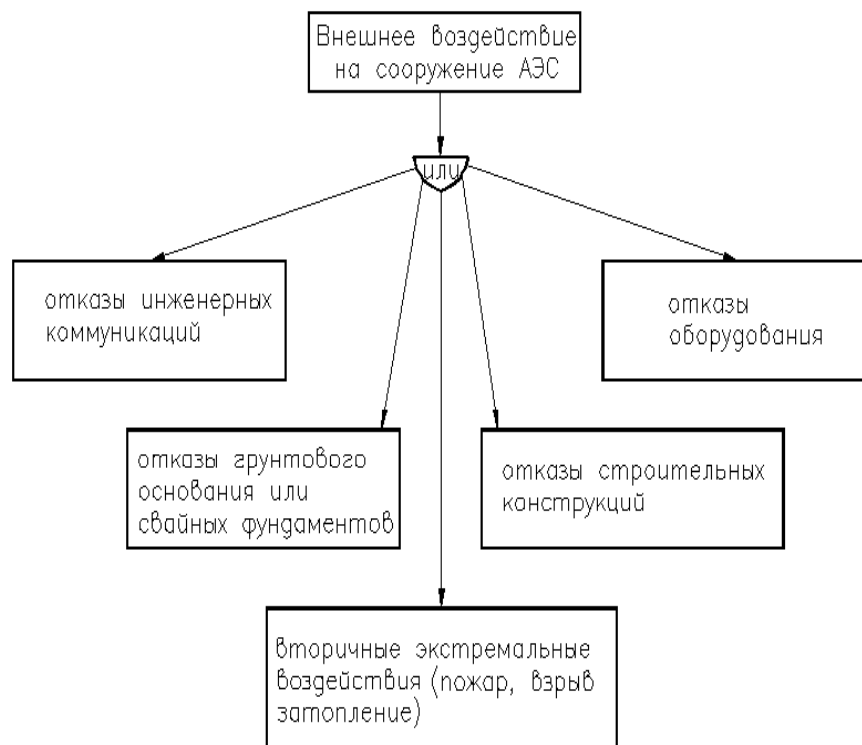 Внешнее воздействие
на сооружение АЭС
или
отказы инженерных
коммуникаций
отказы
оборудования
отказы грунтового
основания или
свайных фундаментов
отказы строительных
конструкций
вторичные экстремальные
воздействия (пожар, взрыв
затопление)